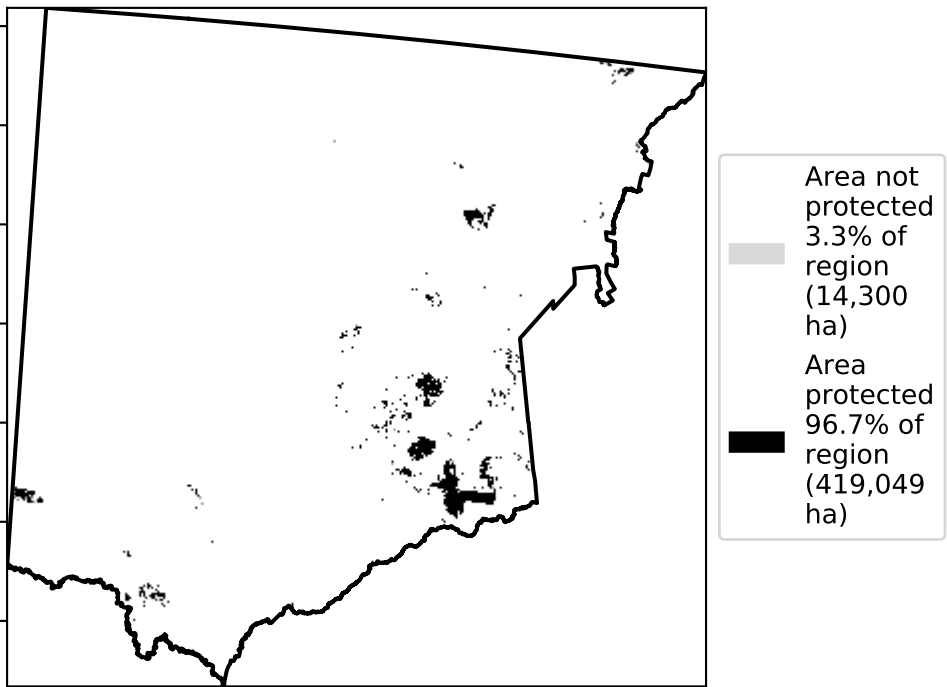 Area not
protected
3.3% of
region
(14,300
ha)
Area
protected
96.7% of
region
(419,049
ha)